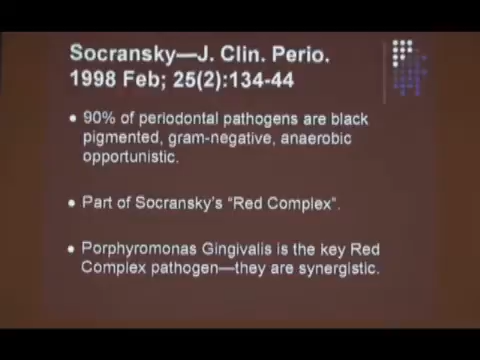 Socransky—J. Clin. Perio.
1998 Feb; 25(2):134-44
• 90% of periodontal pathogens are black
pigmented, gram-negative, anaerobic
opportunistic.
• Part of Socransky's "Red Complex".
• Porphyromonas Gingivalis is the key Red
Complex pathogen—they are synergistic.